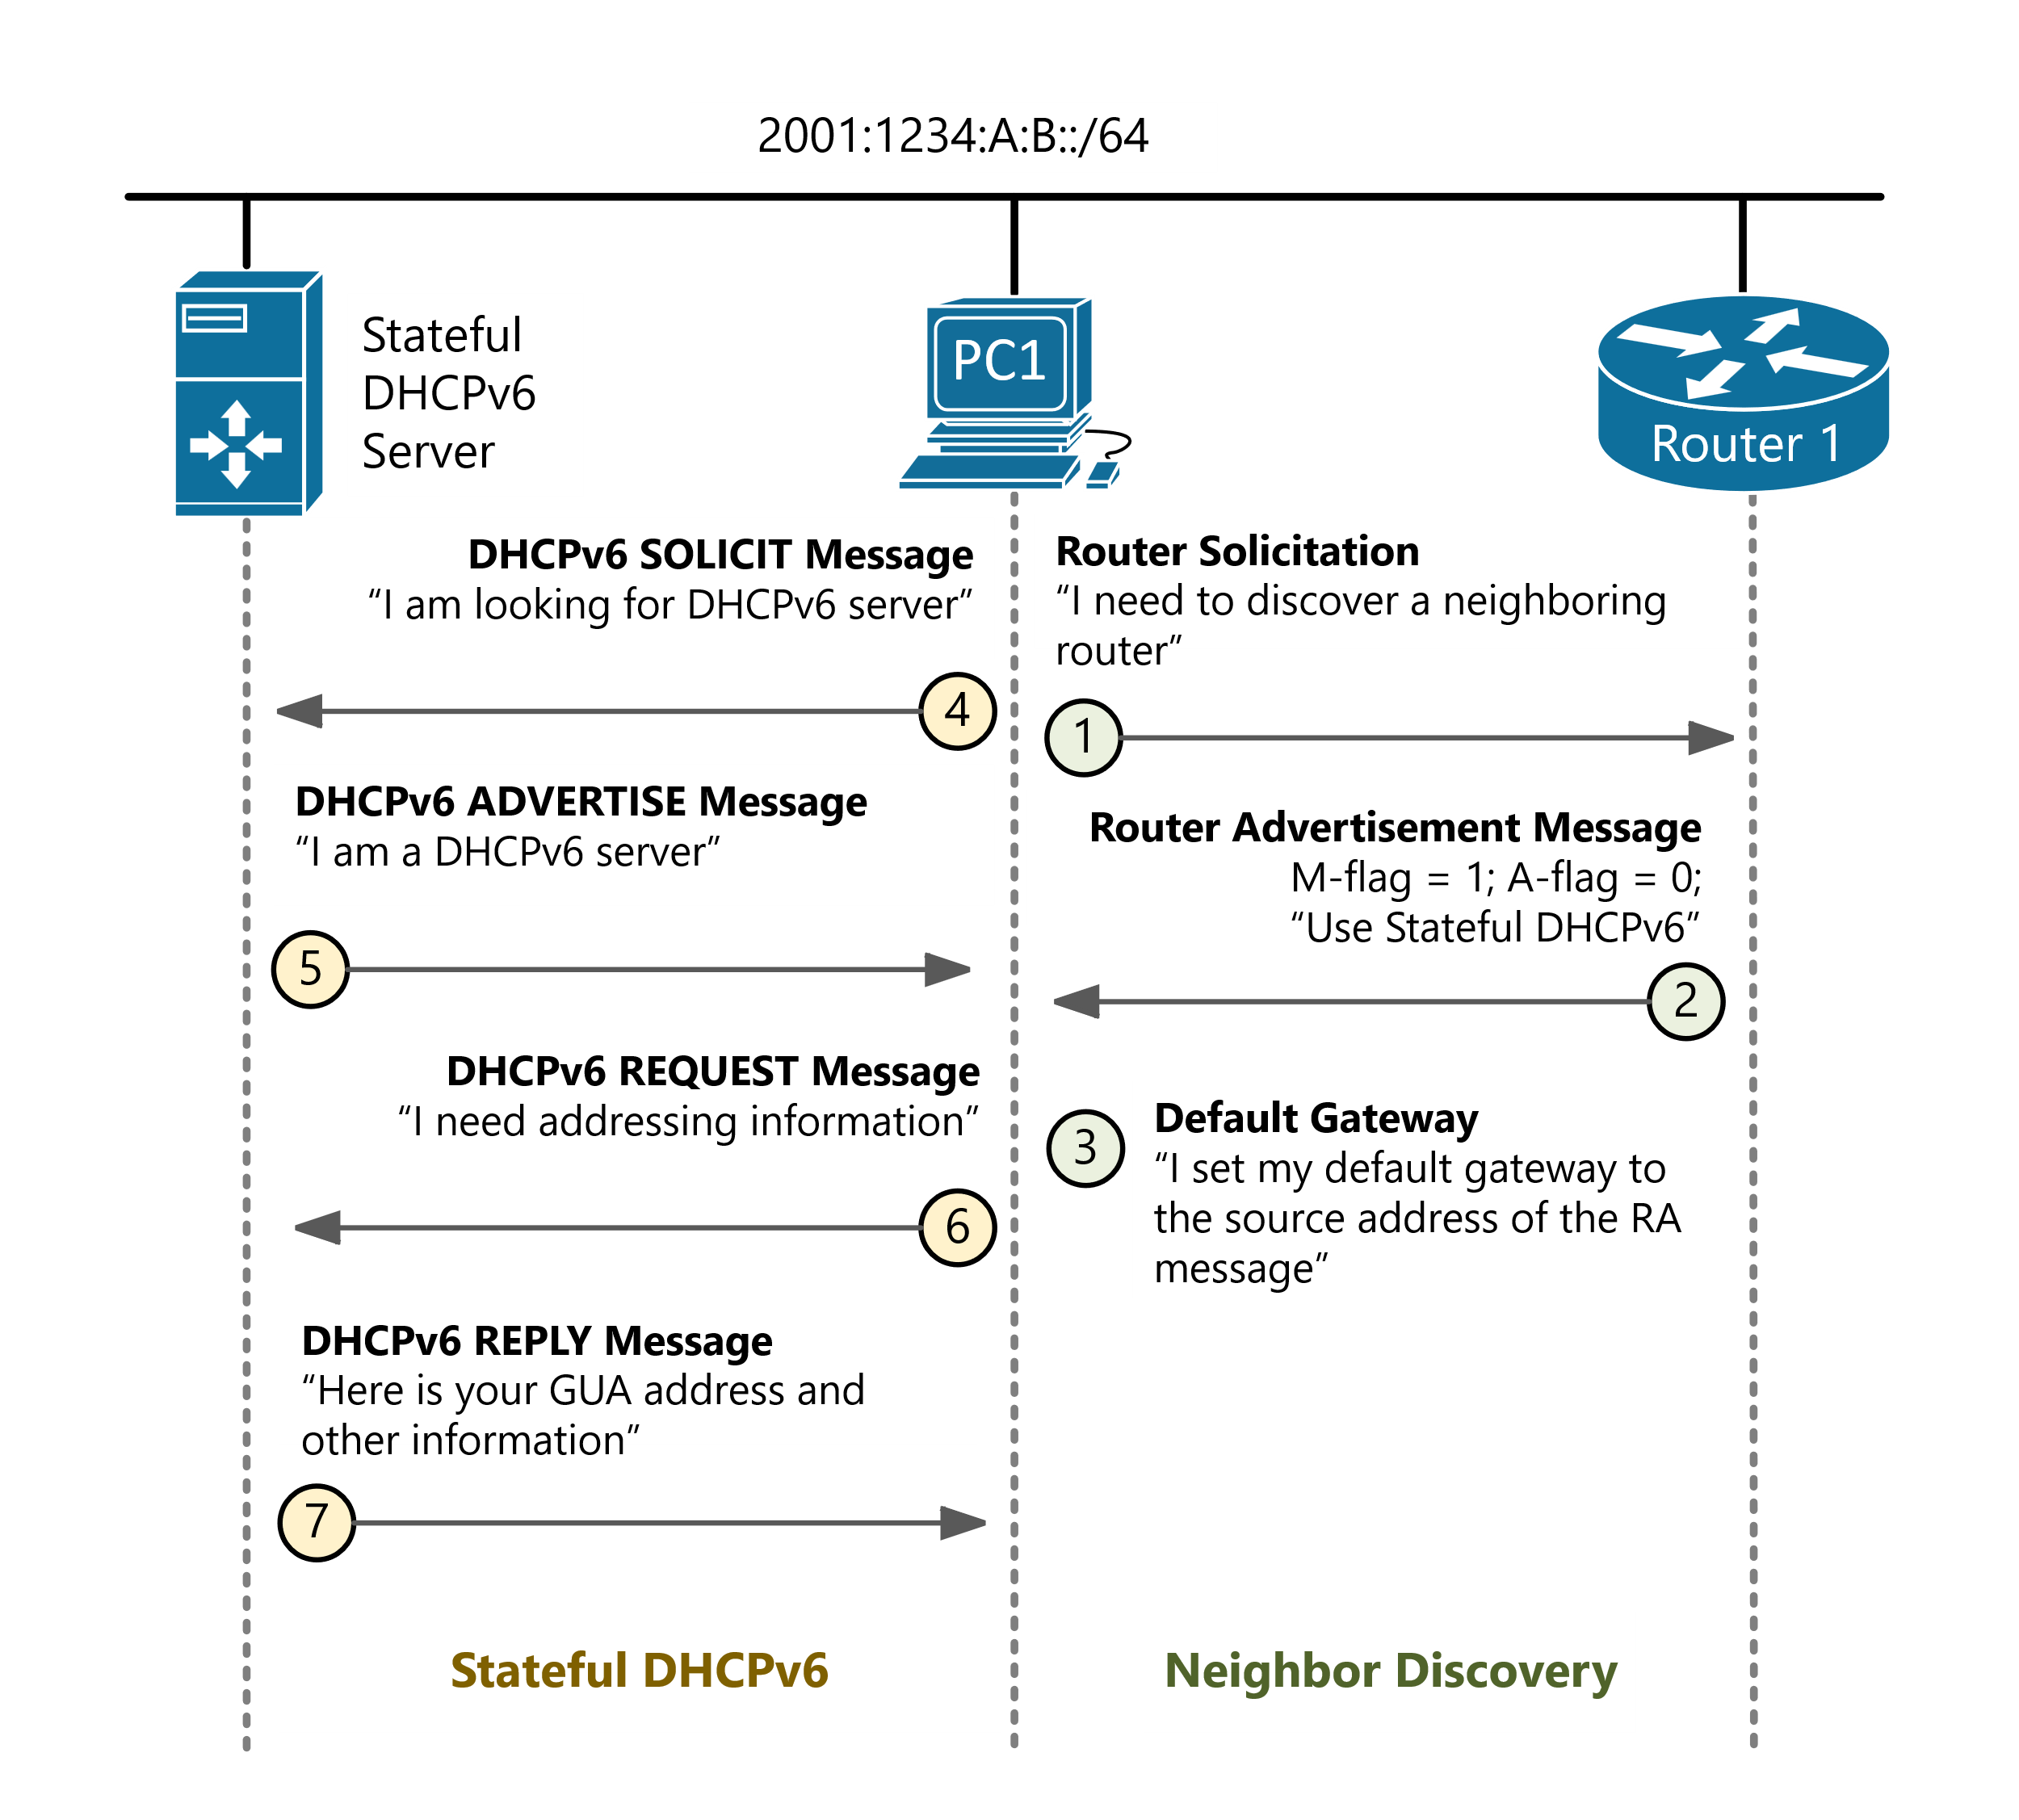 2001:1234:A:B::/64
Stateful
DHCPv6
Server
PC1
Router 1
DHCPv6 SOLICIT Message
“I am looking for DHCPv6 server”
4
Router Solicitation
“I need to discover a neighboring
router”
1
DHCPv6 ADVERTISE Message
“I am a DHCPv6 server”
5
Router Advertisement Message
M-flag = 1; A-flag = 0;
“Use Stateful DHCPv6”
2
DHCPv6 REQUEST Message
“I need addressing information”
6
3
Default Gateway
“I set my default gateway to
the source address of the RA
message”
DHCPv6 REPLY Message
“Here is your GUA address and
other information”
7
Stateful DHCPv6
Neighbor Discovery